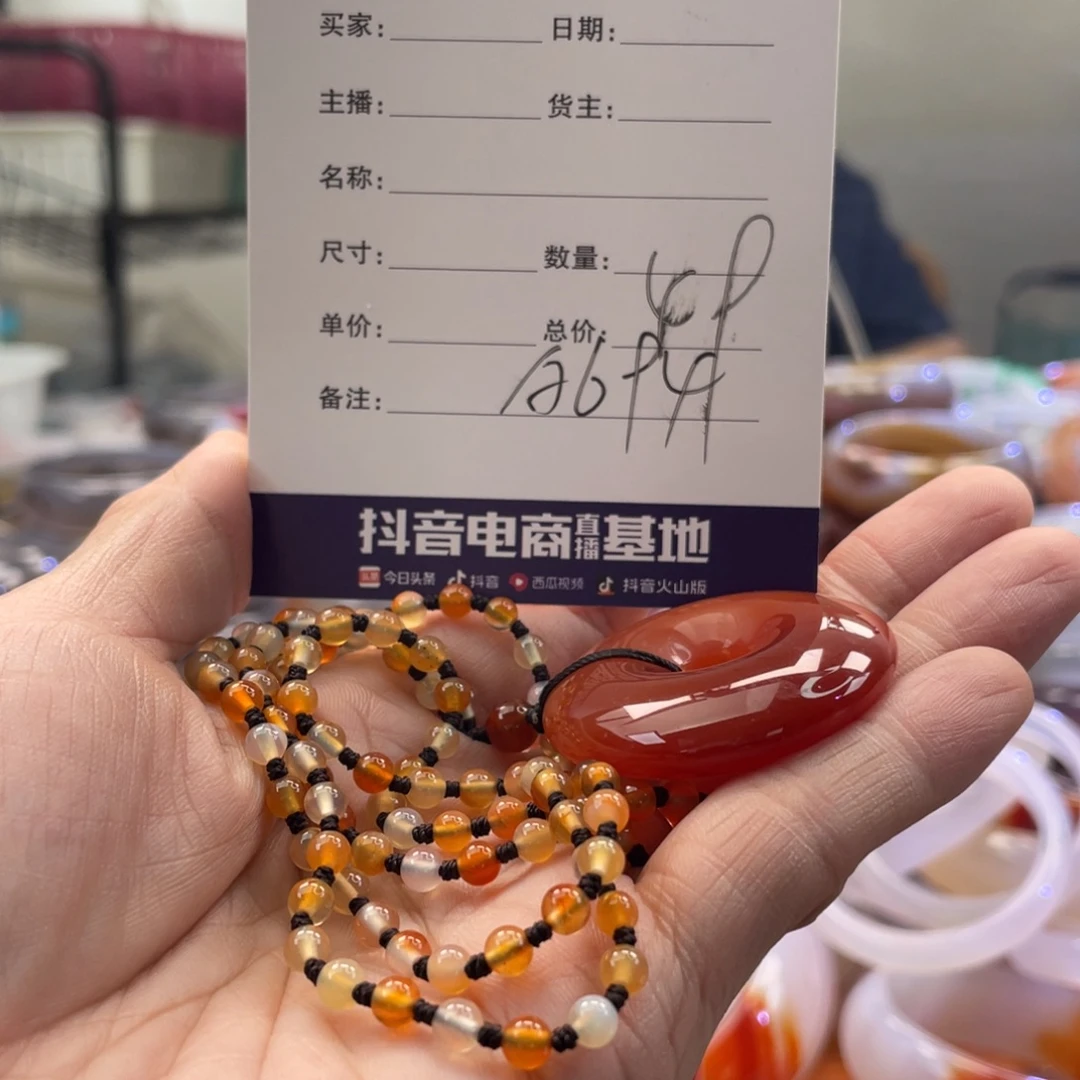 买家: 日期:
主播: 货主:
名称:
尺寸: 数量:
单价: 总价:
备注:
抖音电商直播基地
头条 今日头条 抖音 西瓜视频 抖音火山版